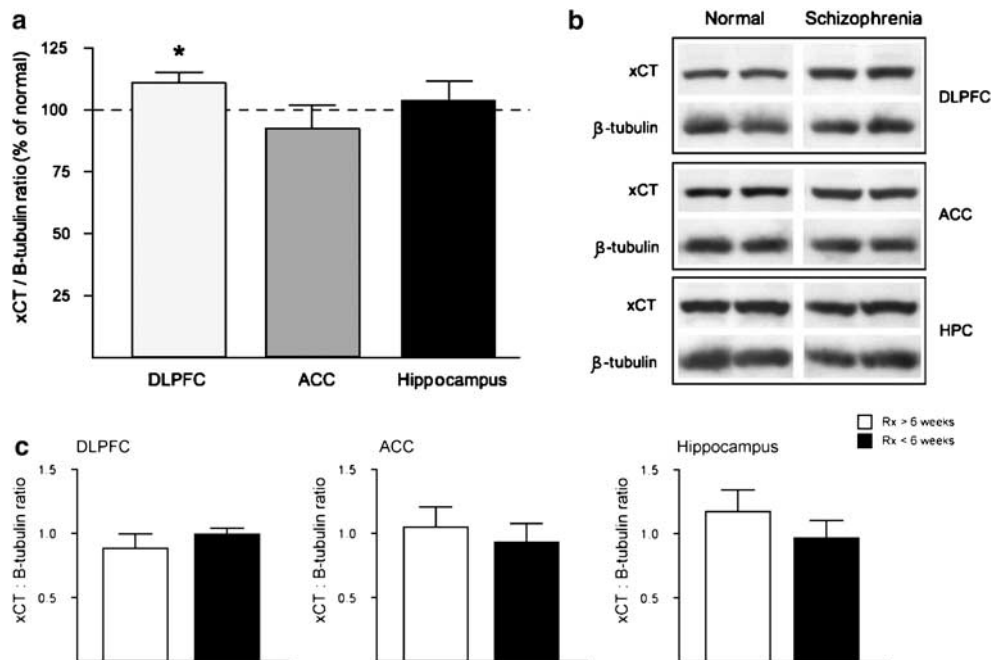 a
xCT / B-tubulin ratio (% of normal)
125
100
75
50
25
*
DLPFC ACC Hippocampus
b
Normal Schizophrenia
xCT
β-tubulin
DLPFC
xCT
β-tubulin
ACC
xCT
β-tubulin
HPC
Rx > 6 weeks
Rx < 6 weeks
c
DLPFC
xCT : B-tubulin ratio
1.5
1.0
0.5
ACC
xCT : B-tubulin ratio
1.5
1.0
0.5
Hippocampus
xCT : B-tubulin ratio
1.5
1.0
0.5